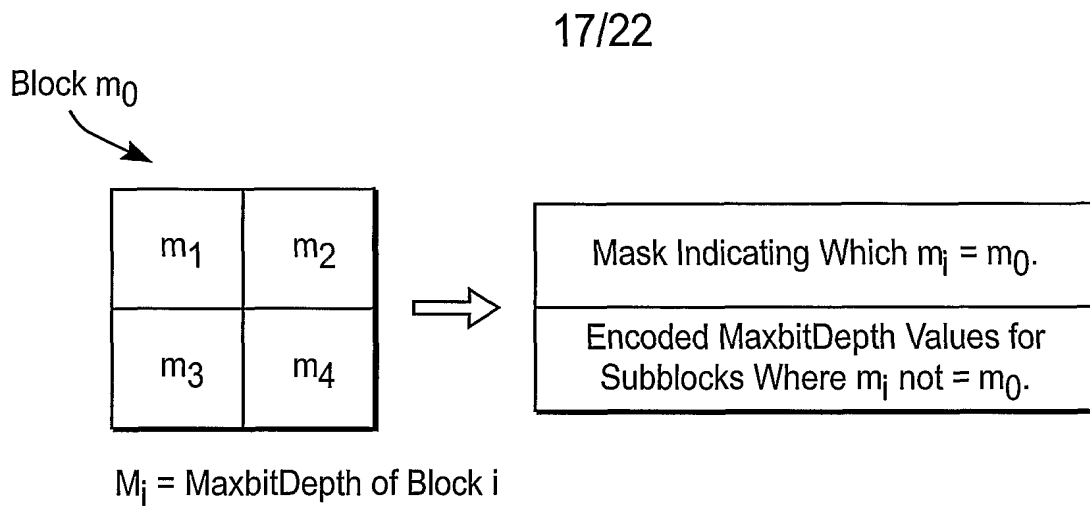 17/22
Block m0
m1
m2
m3
m4
Mask Indicating Which mi = m0.
Encoded MaxbitDepth Values for
Subblocks Where mi not = m0.
Mi = MaxbitDepth of Block i